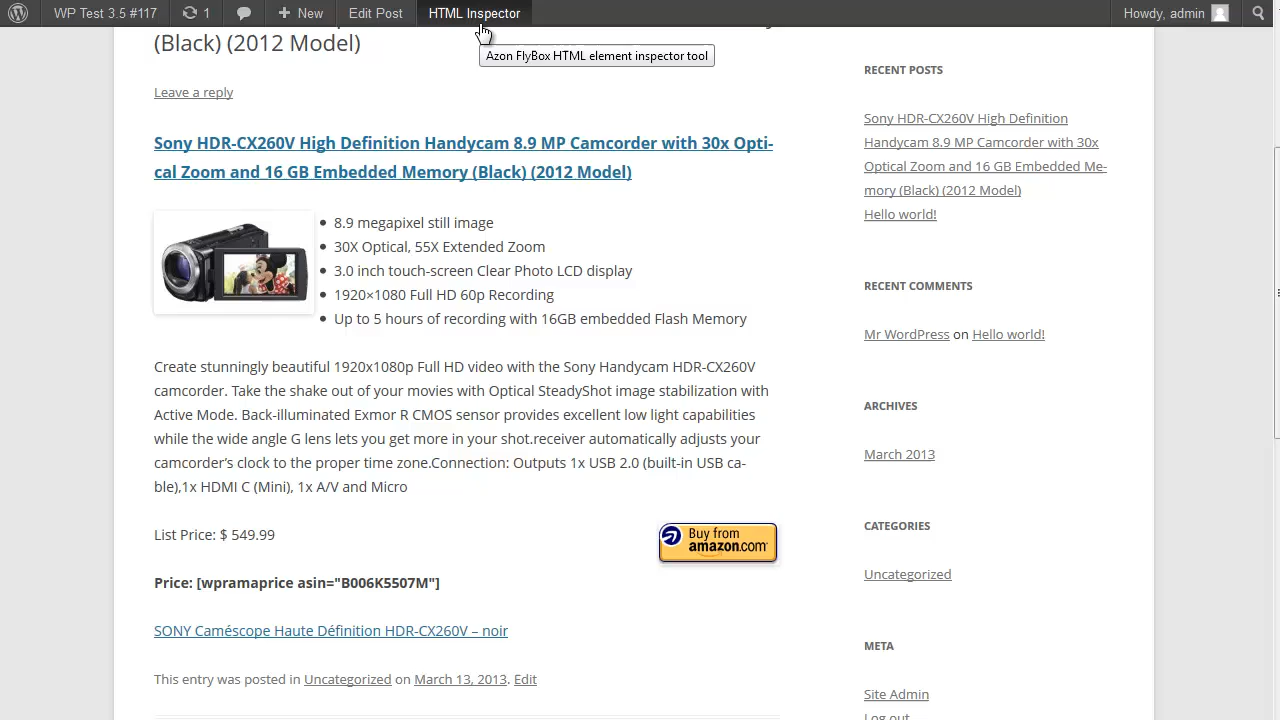 WP Test 3.5 #117 1 New Edit Post HTML Inspector Howdy, admin
(Black) (2012 Model)
Azon FlyBox HTML element inspector tool
Leave a reply
Sony HDR-CX260V High Definition Handycam 8.9 MP Camcorder with 30x Opti-
cal Zoom and 16 GB Embedded Memory (Black) (2012 Model)
• 8.9 megapixel still image
• 30X Optical, 55X Extended Zoom
• 3.0 inch touch-screen Clear Photo LCD display
• 1920×1080 Full HD 60p Recording
• Up to 5 hours of recording with 16GB embedded Flash Memory
Create stunningly beautiful 1920x1080p Full HD video with the Sony Handycam HDR-CX260V
camcorder. Take the shake out of your movies with Optical SteadyShot image stabilization with
Active Mode. Back-illuminated Exmor R CMOS sensor provides excellent low light capabilities
while the wide angle G lens lets you get more in your shot.receiver automatically adjusts your
camcorder's clock to the proper time zone.Connection: Outputs 1x USB 2.0 (built-in USB ca-
ble),1x HDMI C (Mini), 1x A/V and Micro
List Price: $ 549.99
Buy from
amazon.com
Price: [wpramaprice asin="B006K5507M"]
SONY Caméscope Haute Définition HDR-CX260V – noir
This entry was posted in Uncategorized on March 13, 2013. Edit
RECENT POSTS
Sony HDR-CX260V High Definition
Handycam 8.9 MP Camcorder with 30x
Optical Zoom and 16 GB Embedded Me-
mory (Black) (2012 Model)
Hello world!
RECENT COMMENTS
Mr WordPress on Hello world!
ARCHIVES
March 2013
CATEGORIES
Uncategorized
META
Site Admin
Log out